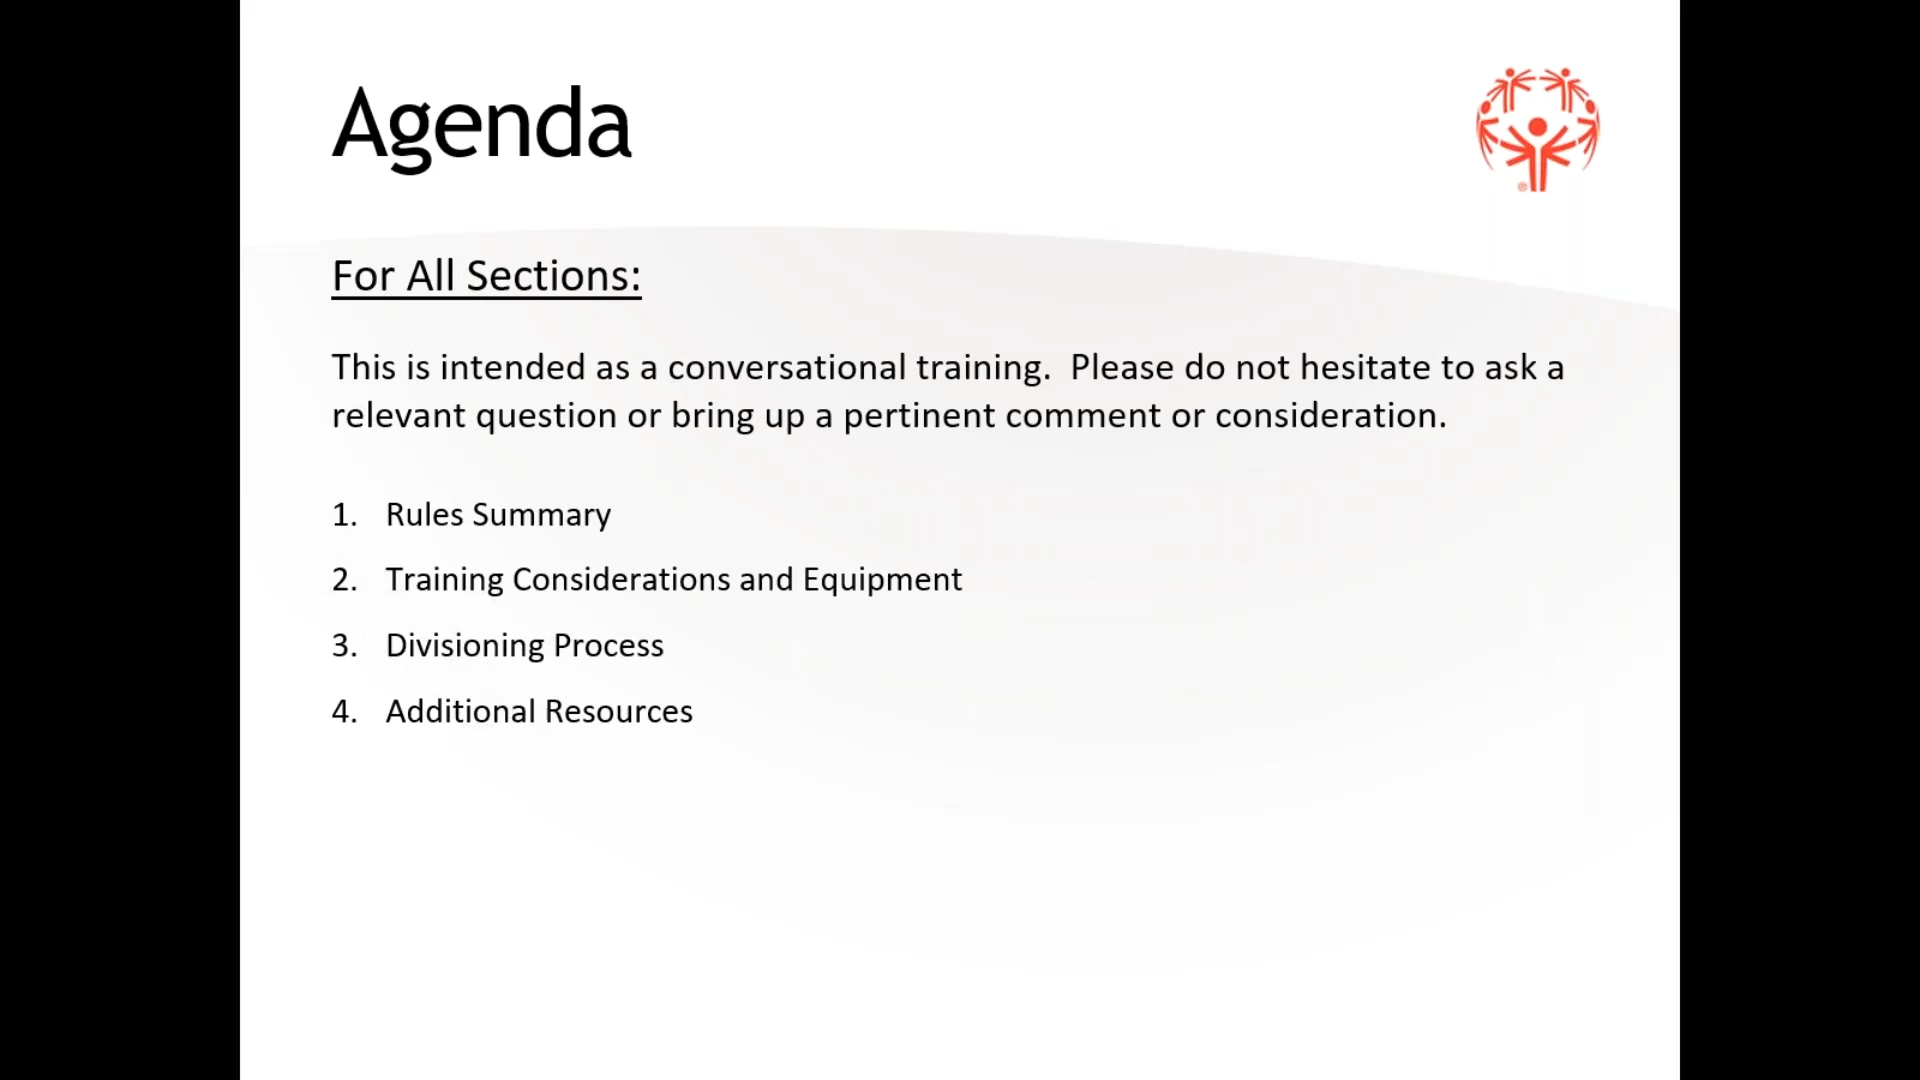 Agenda
For All Sections:
This is intended as a conversational training.  Please do not hesitate to ask a
relevant question or bring up a pertinent comment or consideration.
1. Rules Summary
2. Training Considerations and Equipment
3. Divisioning Process
4. Additional Resources
®